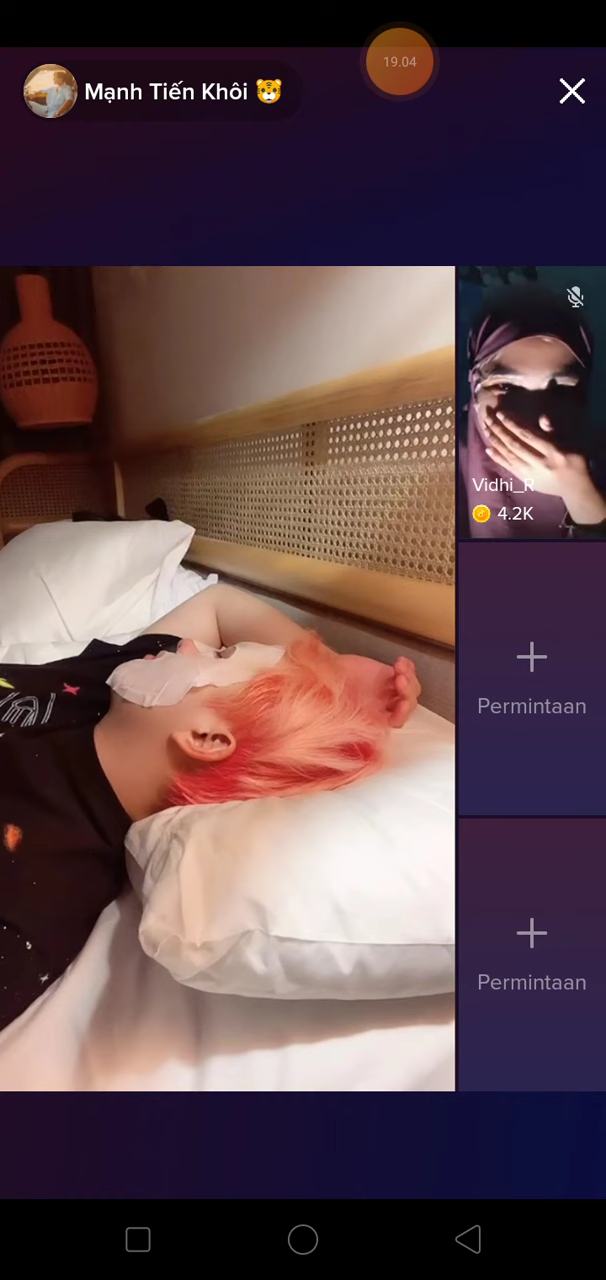 19.04
Mạnh Tiến Khôi 🐯
Vidhi_R
4.2K
Permintaan
Permintaan